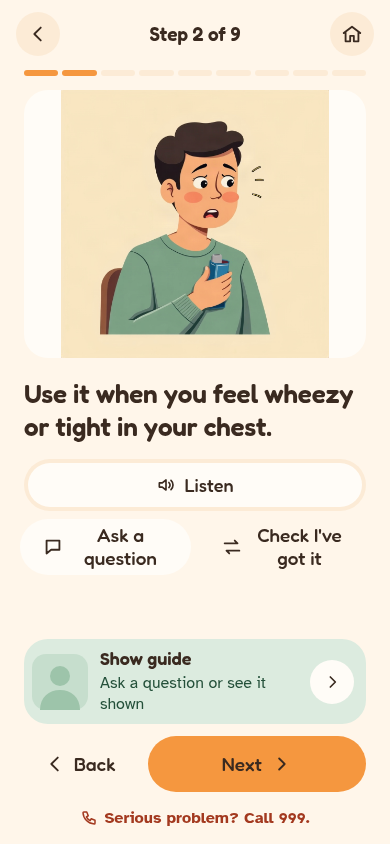 Step 2 of 9
Use it when you feel wheezy
or tight in your chest.
Listen
Ask a
question
Check I've
got it
Show guide
Ask a question or see it
shown
Back
Next
Serious problem? Call 999.